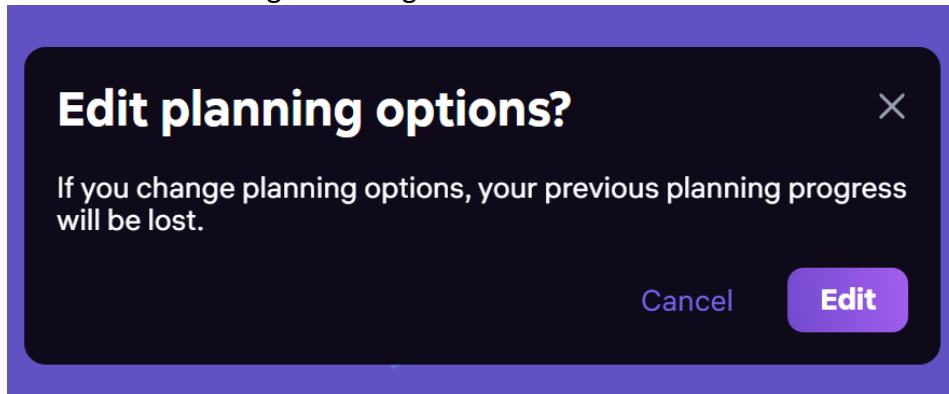 Edit planning options?
If you change planning options, your previous planning progress
will be lost.
Cancel
Edit